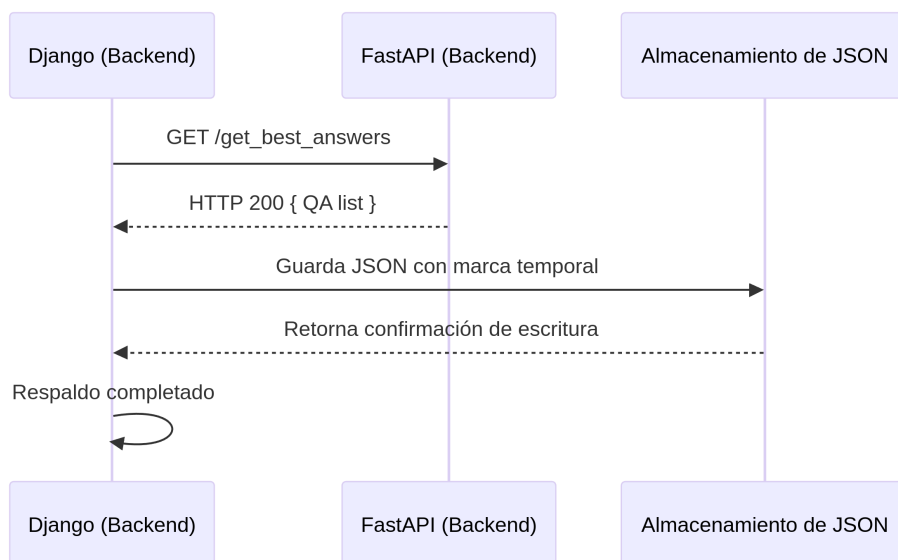 Django (Backend)
FastAPI (Backend)
Almacenamiento de JSON
GET /get_best_answers
HTTP 200 { QA list }
Guarda JSON con marca temporal
Retorna confirmación de escritura
Respaldo completado
Django (Backend)
FastAPI (Backend)
Almacenamiento de JSON